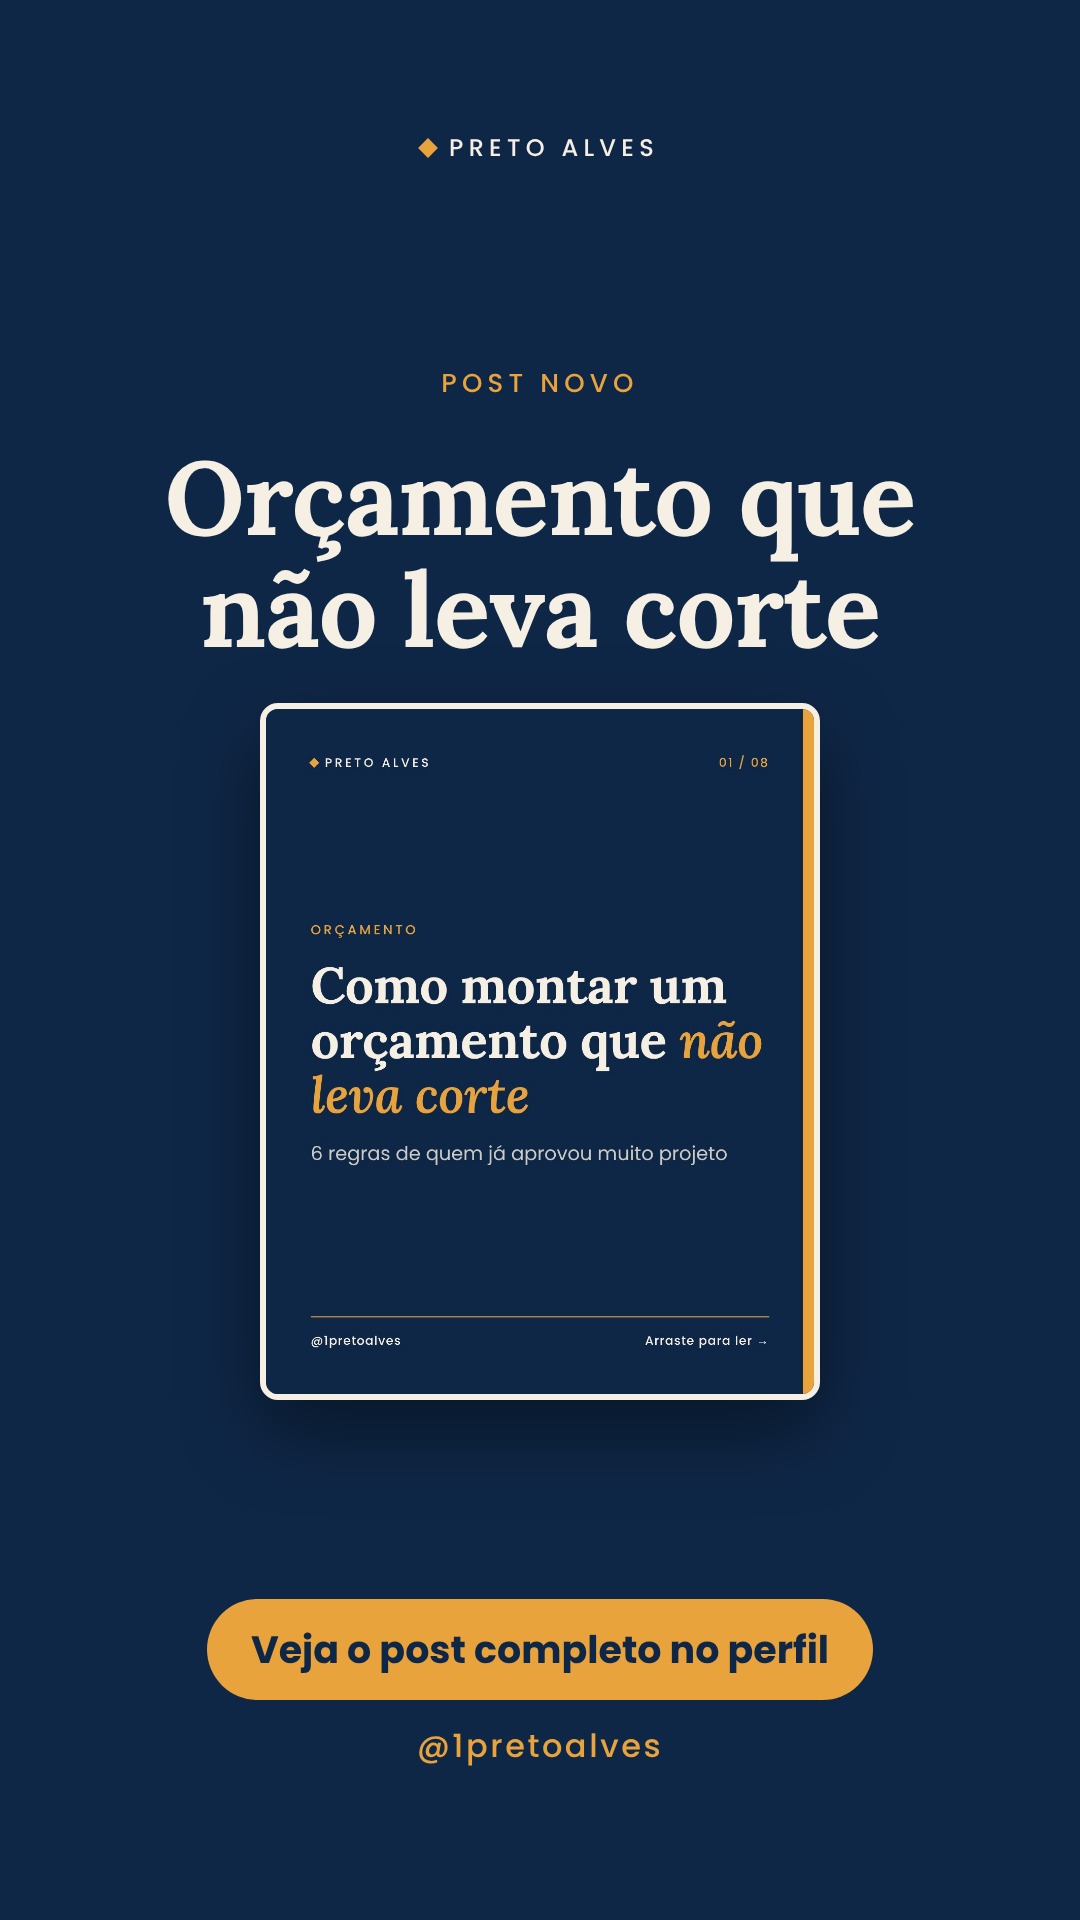 PRETO ALVES
POST NOVO
Orçamento que
não leva corte
PRETO ALVES
01 / 08
ORÇAMENTO
Como montar um
orçamento que não
leva corte
6 regras de quem já aprovou muito projeto
@1pretoalves
Arraste para ler →
Veja o post completo no perfil
@1pretoalves